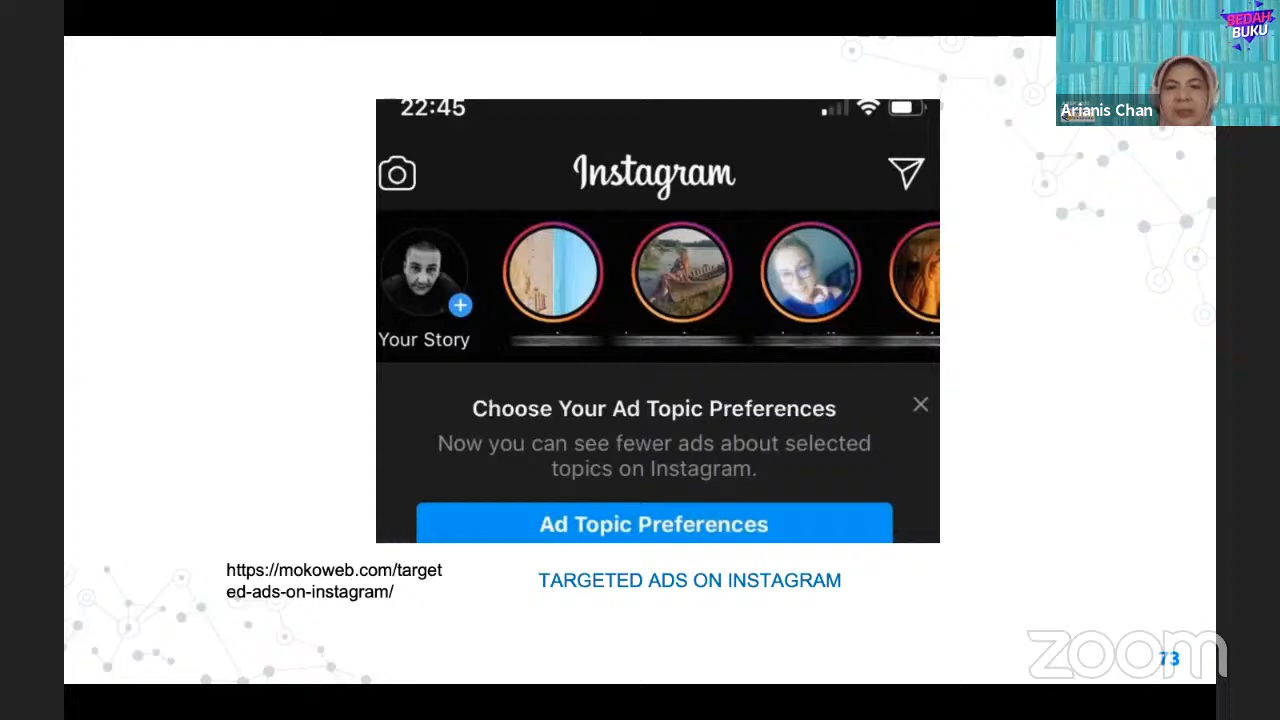 BEDAH
BUKU
Arianis Chan
22:45
Instagram
Your Story
Choose Your Ad Topic Preferences
Now you can see fewer ads about selected
topics on Instagram.
Ad Topic Preferences
https://mokoweb.com/target
ed-ads-on-instagram/
TARGETED ADS ON INSTAGRAM
zoom
73